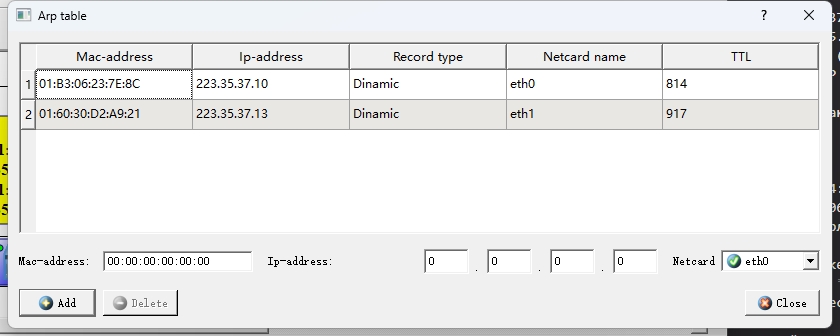 Arp table
Mac-address Ip-address Record type Netcard name TTL
1 01:B3:06:23:7E:8C 223.35.37.10 Dinamic eth0 814
2 01:60:30:D2:A9:21 223.35.37.13 Dinamic eth1 917
Mac-address: 00:00:00:00:00:00 Ip-address: 0 . 0 . 0 . 0 Netcard eth0
Add Delete Close